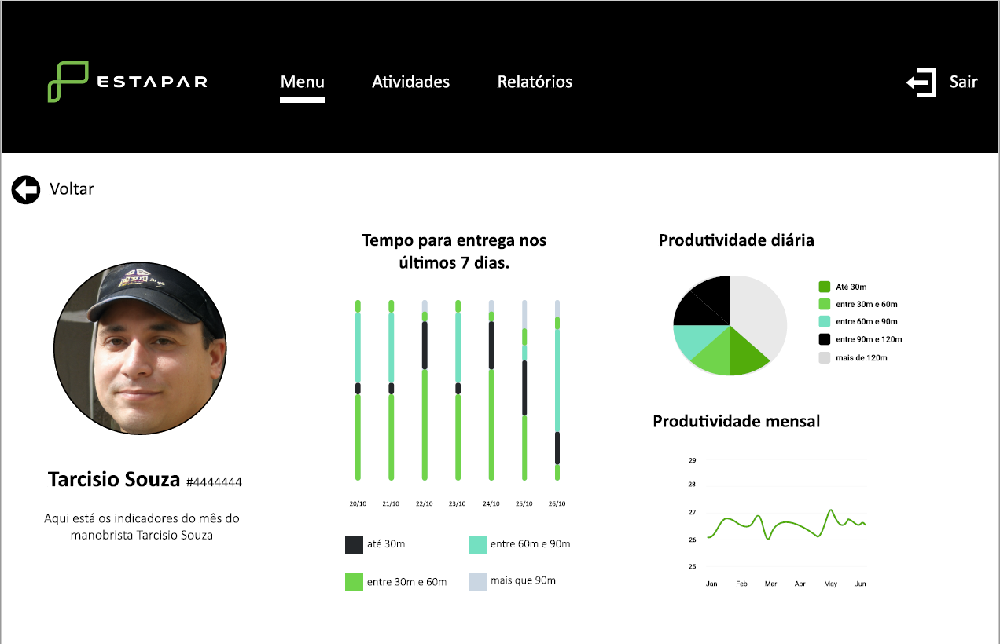 ESTAPAR
Menu
Atividades
Relatórios
Sair
Voltar
Tarcisio Souza #4444444
Aqui está os indicadores do mês do
manobrista Tarcisio Souza
Tempo para entrega nos
últimos 7 dias.
20/10 21/10 22/10 23/10 24/10 25/10 26/10
até 30m
entre 60m e 90m
entre 30m e 60m
mais que 90m
Produtividade diária
Até 30m
entre 30m e 60m
entre 60m e 90m
entre 90m e 120m
mais de 120m
Produtividade mensal
29
28
27
26
25
Jan Feb Mar Apr May Jun